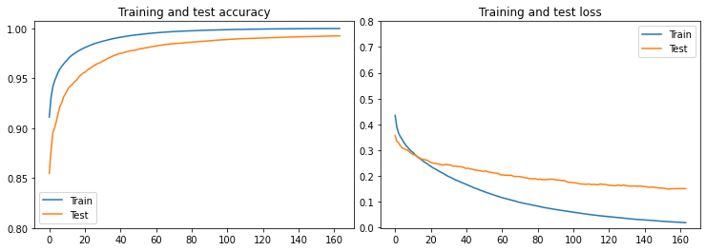 Training and test accuracy
1.00
0.95
0.90
0.85
0.80
Train
Test
0 20 40 60 80 100 120 140 160
Training and test loss
0.8
0.7
0.6
0.5
0.4
0.3
0.2
0.1
0.0
Train
Test
0 20 40 60 80 100 120 140 160